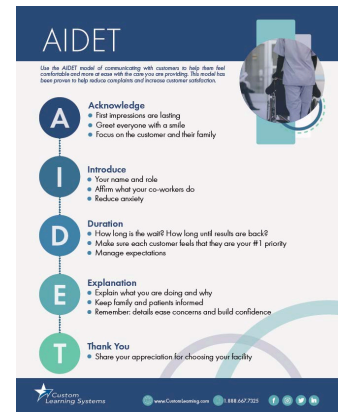 AIDET
Use the AIDET model of communicating with customers to help them feel
comfortable and more at ease with the care you are providing. This model has
been proven to help reduce complaints and increase customer satisfaction.
A
Acknowledge
First impressions are lasting
Greet everyone with a smile
Focus on the customer and their family
I
Introduce
Your name and role
Affirm what your co-workers do
Reduce anxiety
D
Duration
How long is the wait? How long until results are back?
Make sure each customer feels that they are your #1 priority
Manage expectations
E
Explanation
Explain what you are doing and why
Keep family and patients informed
Remember: details ease concerns and build confidence
T
Thank You
Share your appreciation for choosing your facility
Custom
Learning Systems
www.CustomLearning.com
1.888.667.7325